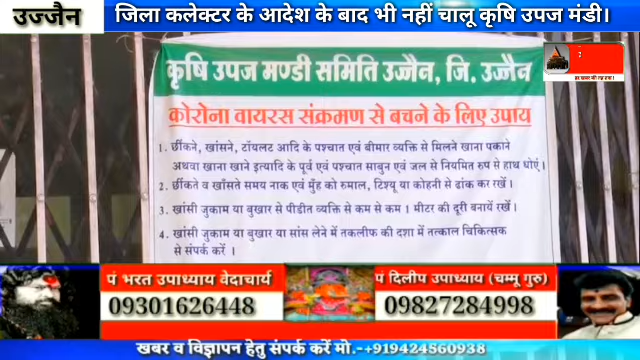 उज्जैन
जिला कलेक्टर के आदेश के बाद भी नहीं चालू कृषि उपज मंडी।
कृषि उपज मण्डी समिति उज्जैन, जि. उज्जैन
कोरोना वायरस संक्रमण से बचने के लिए उपाय
1. छींकने, खांसने, टॉयलट आदि के पश्चात एवं बीमार व्यक्ति से मिलने खाना पकाने
अथवा खाना खाने इत्यादि के पूर्व एवं पश्चात साबुन एवं जल से नियमित रुप से हाथ धोएं।
2. छींकते व खाँसते समय नाक एवं मुँह को रुमाल, टिश्यू या कोहनी से ढांक कर रखें।
3. खांसी जुकाम या बुखार से पीडीत व्यक्ति से कम से कम 1 मीटर की दूरी बनायें रखें।
4. खांसी जुकाम या बुखार या सांस लेने में तकलीफ की दशा में तत्काल चिकित्सक
से संपर्क करें ।
पं भरत उपाध्याय वेदाचार्य
09301626448
पं दिलीप उपाध्याय (चम्मू गुरु)
09827284998
खबर व विज्ञापन हेतु संपर्क करें मो.-+919424560938